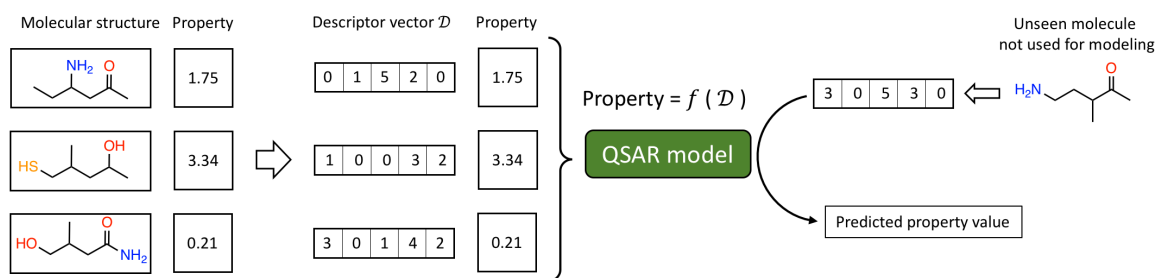 Molecular structure Property Descriptor vector 𝒟 Property
Unseen molecule
not used for modeling
NH₂ O
1.75
0 1 5 2 0
1.75
Property = f ( 𝒟 )
3 0 5 3 0
H₂N O
HS OH
3.34
1 0 0 3 2
3.34
QSAR model
HO O NH₂
0.21
3 0 1 4 2
0.21
Predicted property value